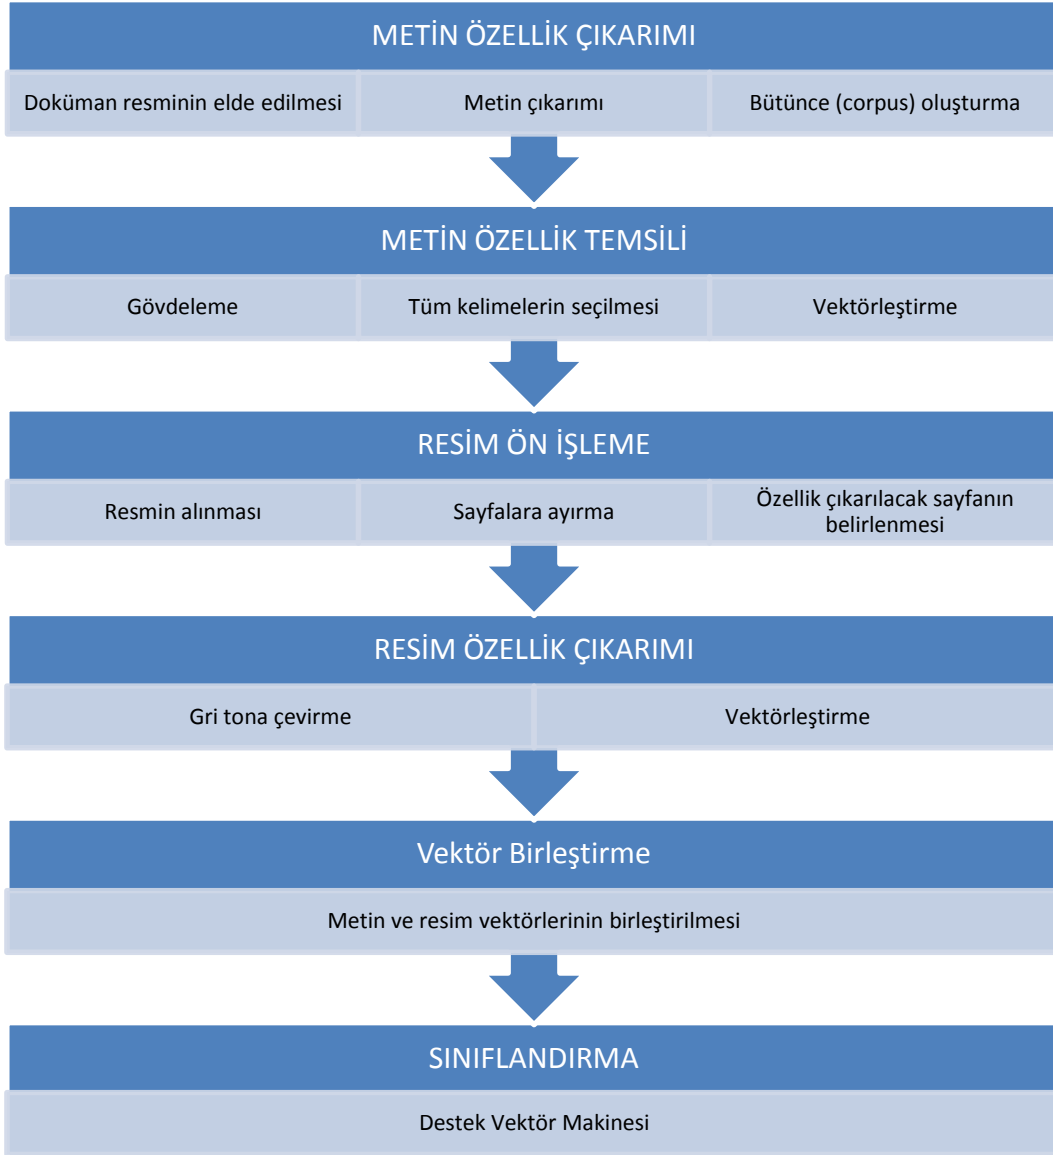 METİN ÖZELLİK ÇIKARIMI
Doküman resminin elde edilmesi
Metin çıkarımı
Bütünce (corpus) oluşturma
METİN ÖZELLİK TEMSİLİ
Gövdeleme
Tüm kelimelerin seçilmesi
Vektörleştirme
RESİM ÖN İŞLEME
Resmin alınması
Sayfalara ayırma
Özellik çıkarılacak sayfanın
belirlenmesi
RESİM ÖZELLİK ÇIKARIMI
Gri tona çevirme
Vektörleştirme
Vektör Birleştirme
Metin ve resim vektörlerinin birleştirilmesi
SINIFLANDIRMA
Destek Vektör Makinesi